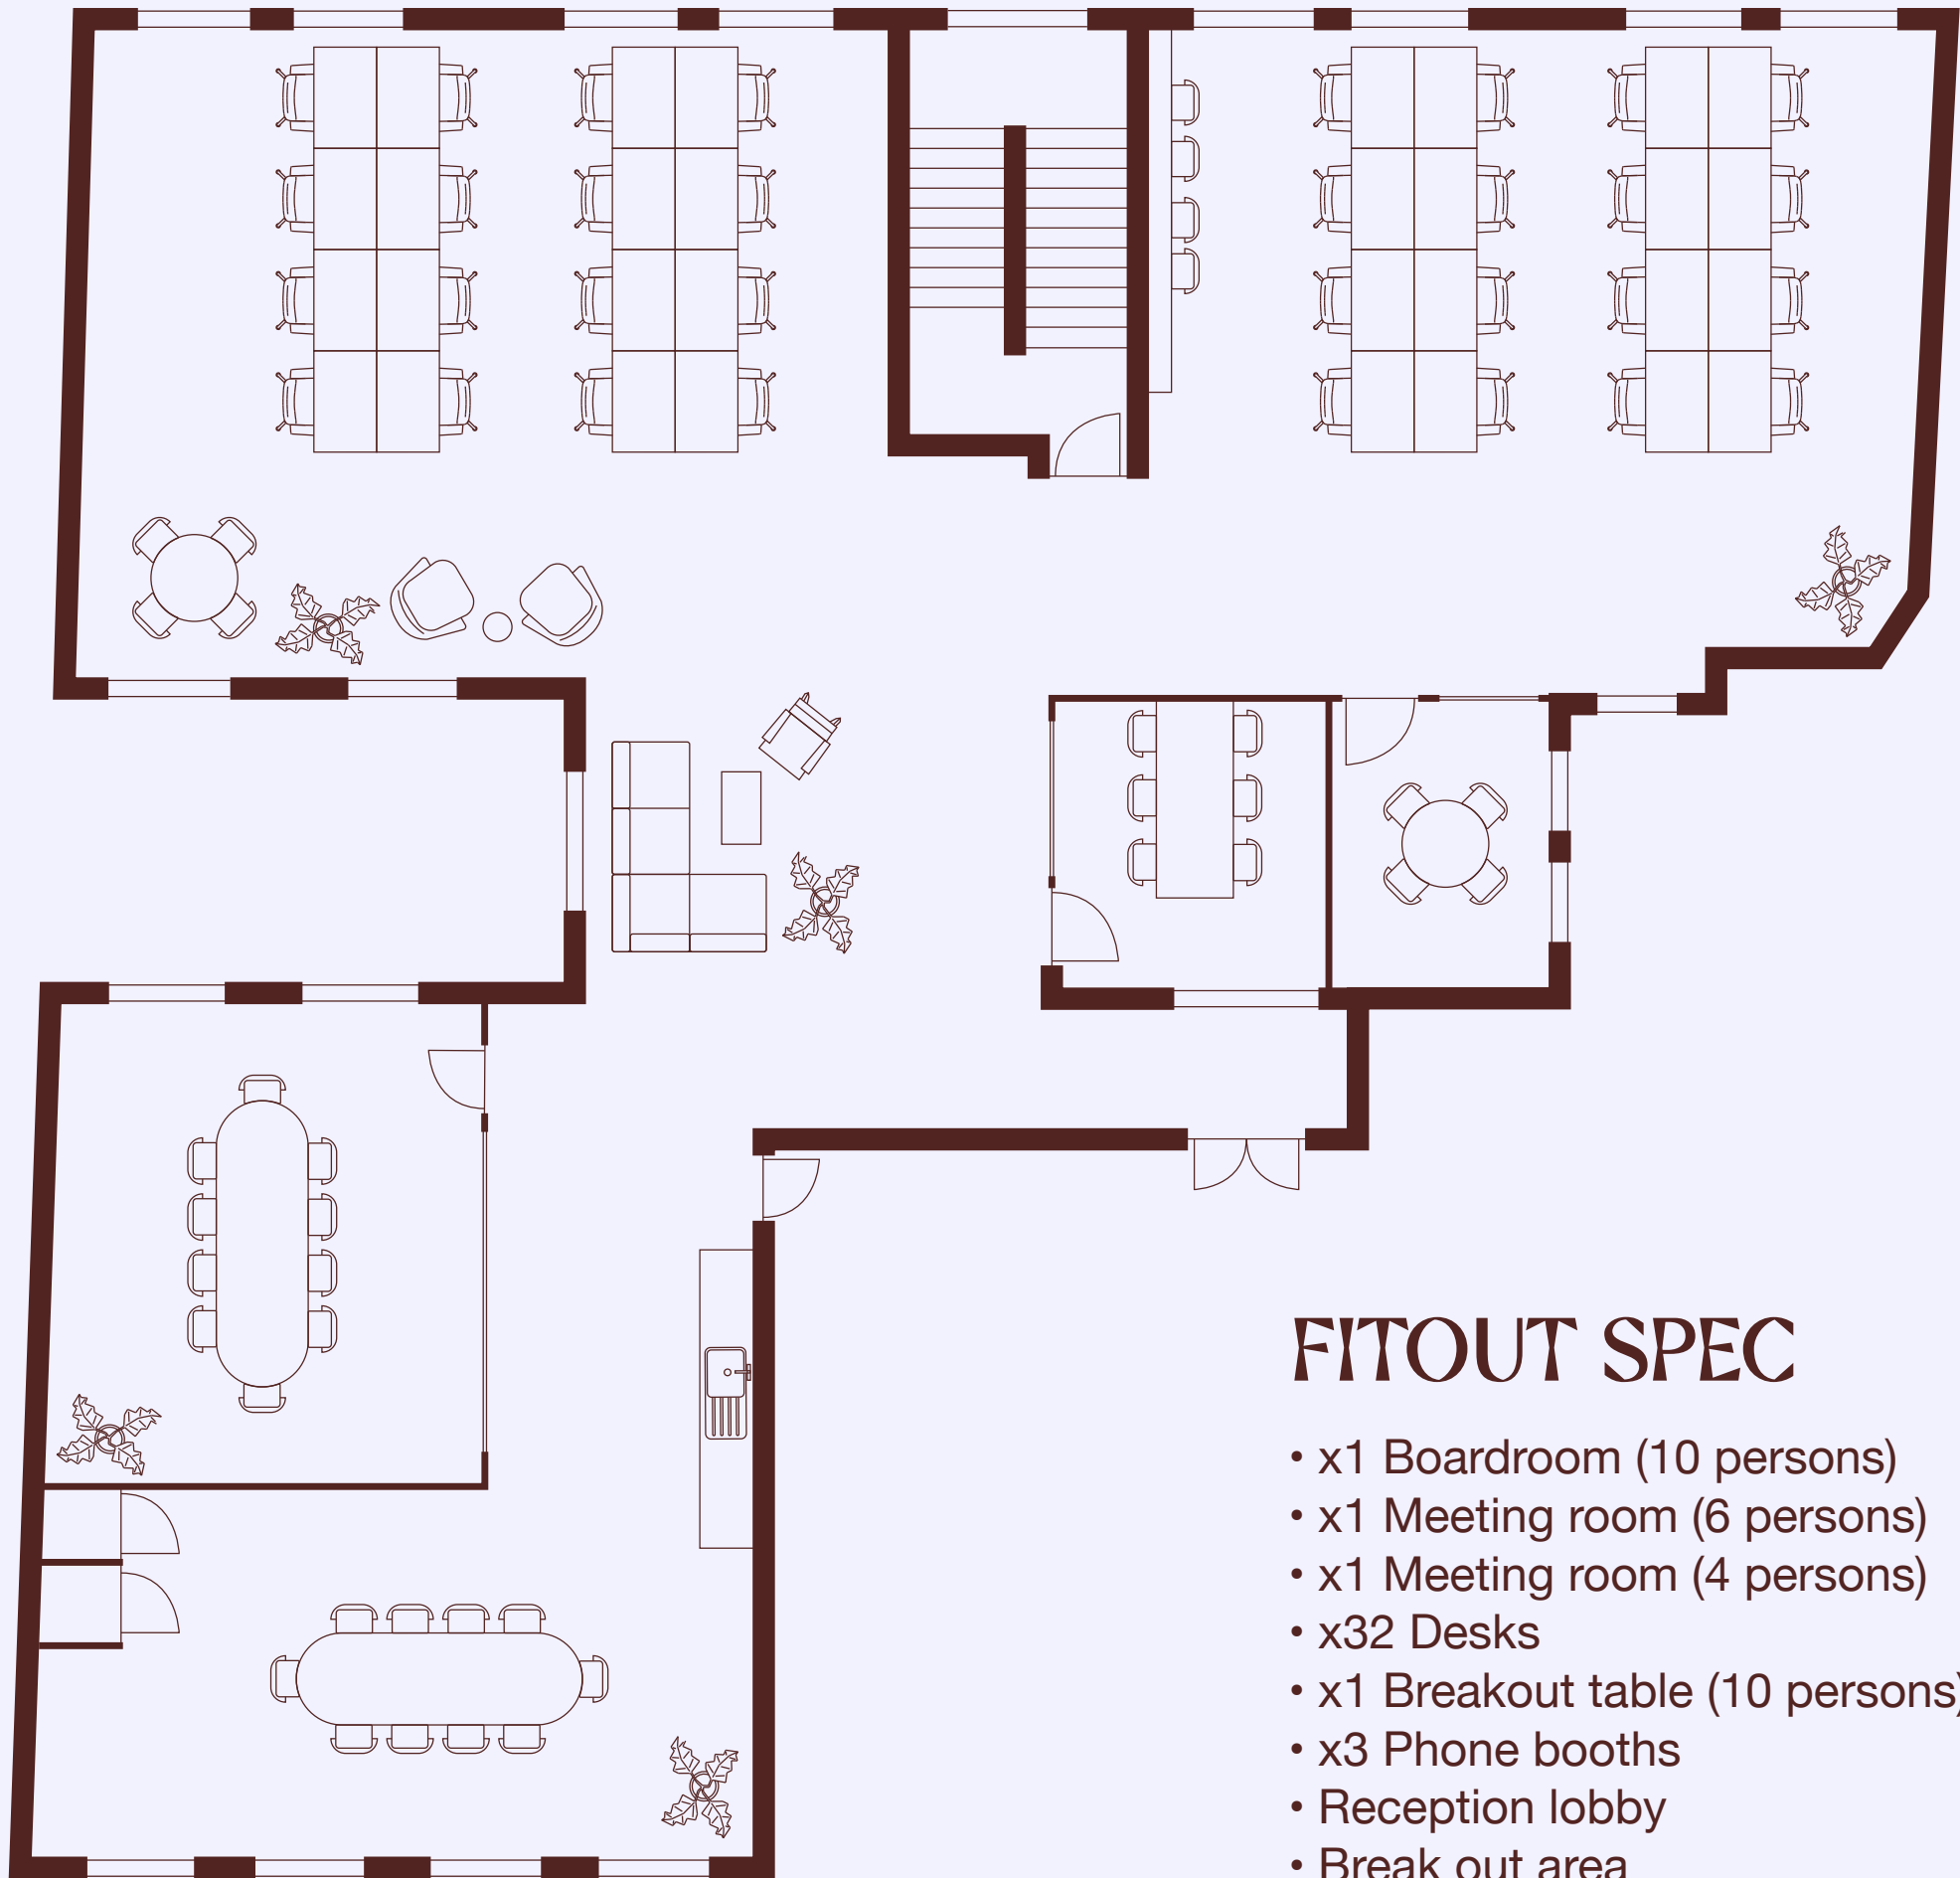 FITOUT SPEC
• x1 Boardroom (10 persons)
• x1 Meeting room (6 persons)
• x1 Meeting room (4 persons)
• x32 Desks
• x1 Breakout table (10 persons)
• x3 Phone booths
• Reception lobby
• Break out area